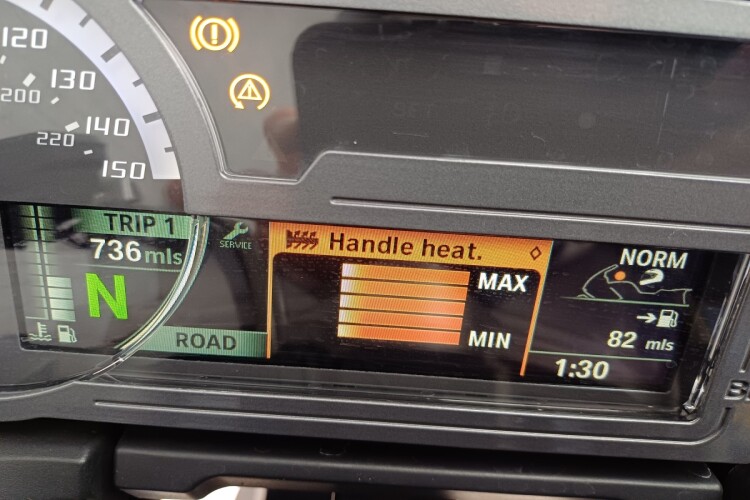 120
130
200
140
220
150
TRIP 1
736 mls
SERVICE
N
ROAD
Handle heat.
MAX
MIN
NORM
82 mls
1:30